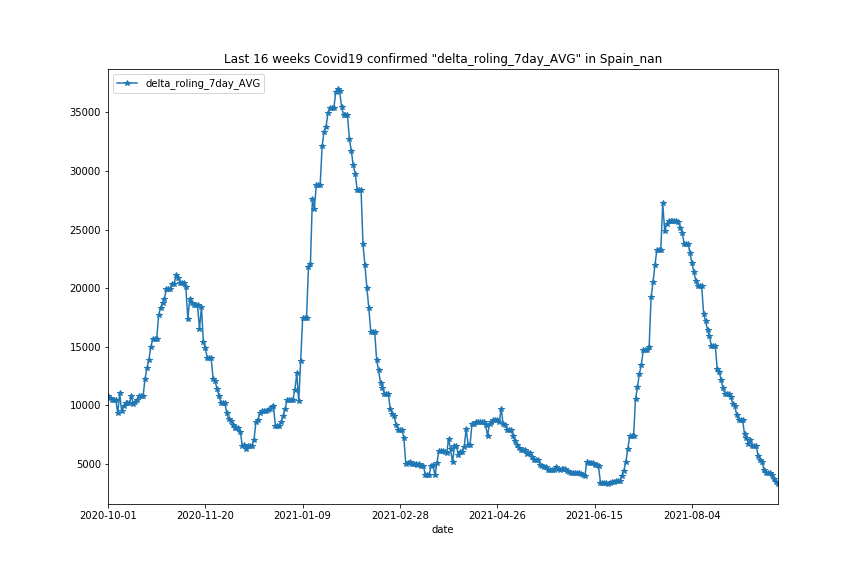 Last 16 weeks Covid19 confirmed "delta_roling_7day_AVG" in Spain_nan
delta_roling_7day_AVG
35000
30000
25000
20000
15000
10000
5000
2020-10-01 2020-11-20 2021-01-09 2021-02-28 2021-04-26 2021-06-15 2021-08-04
date